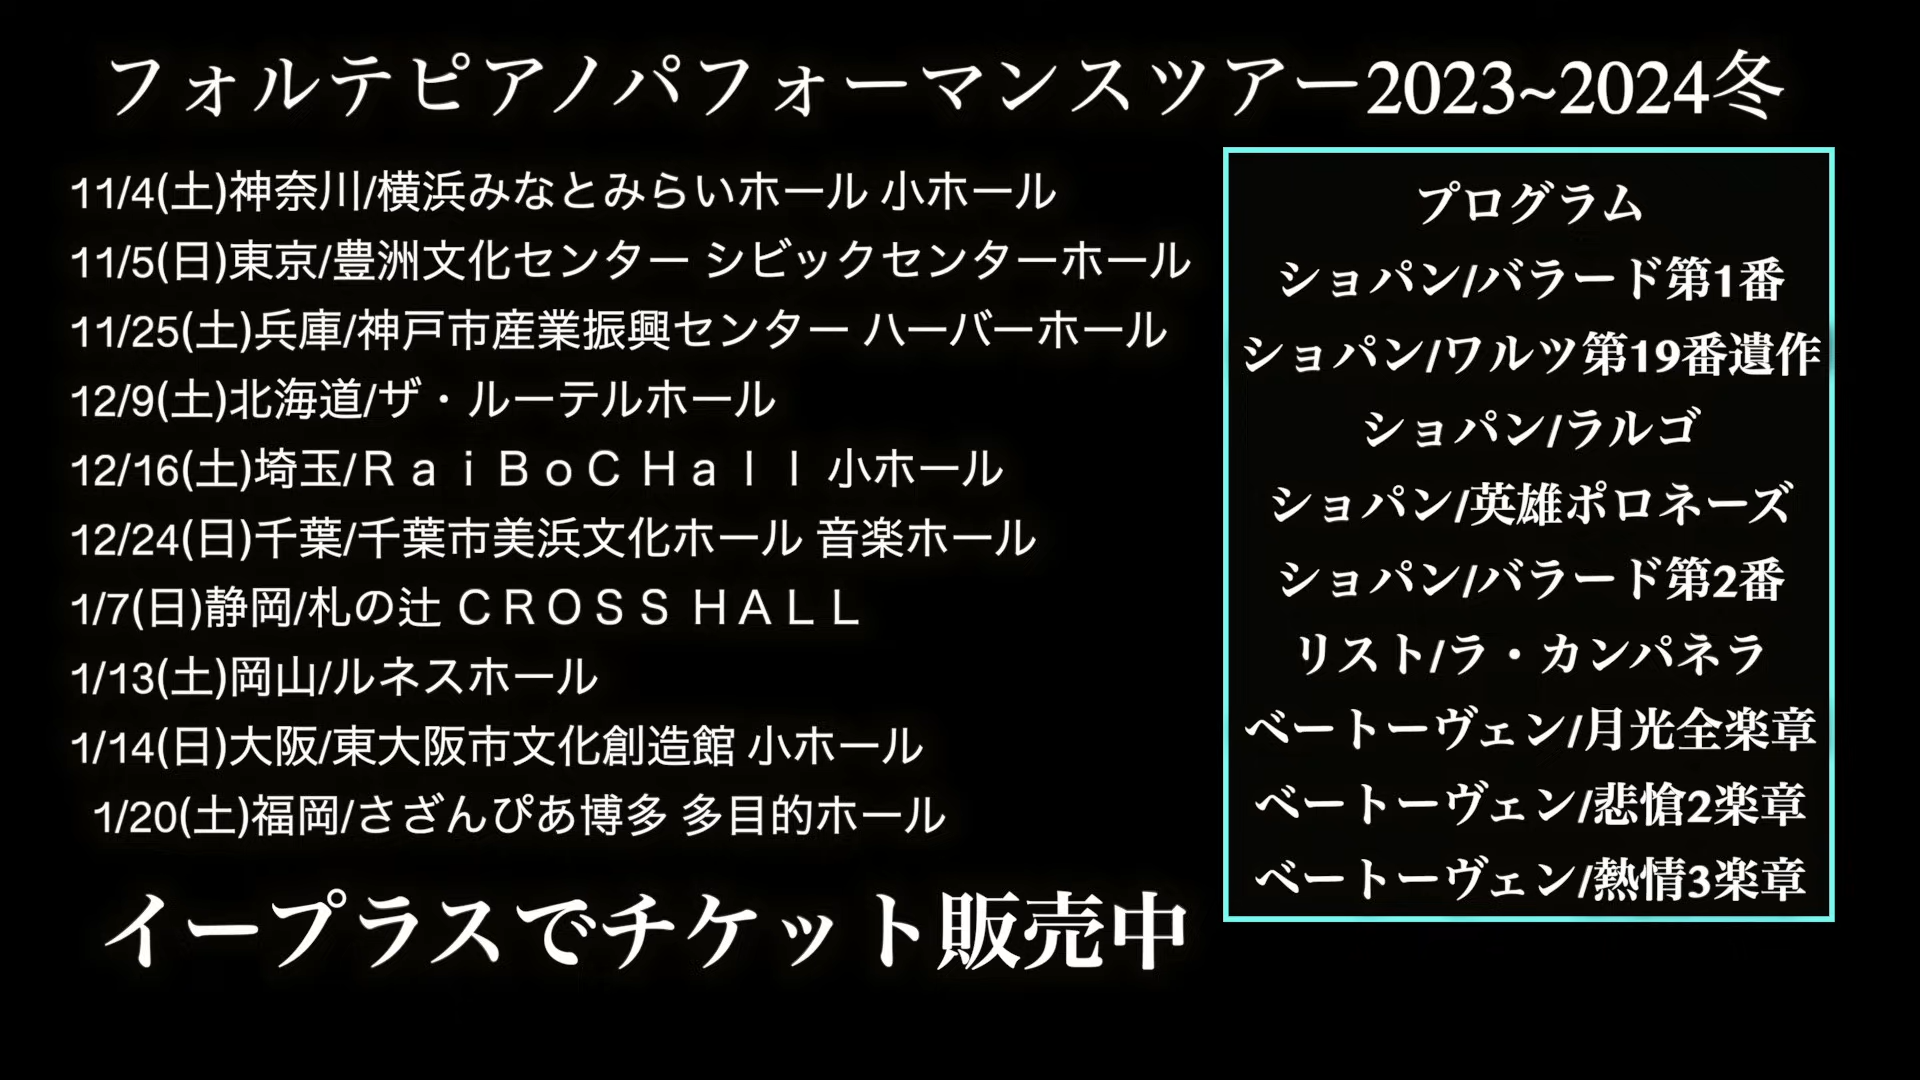 フォルテピアノパフォーマンスツアー2023~2024冬
11/4(土)神奈川/横浜みなとみらいホール 小ホール
11/5(日)東京/豊洲文化センター シビックセンターホール
11/25(土)兵庫/神戸市産業振興センター ハーバーホール
12/9(土)北海道/ザ・ルーテルホール
12/16(土)埼玉/ＲａｉＢｏＣ Ｈａｌｌ 小ホール
12/24(日)千葉/千葉市美浜文化ホール 音楽ホール
1/7(日)静岡/札の辻 ＣＲＯＳＳ ＨＡＬＬ
1/13(土)岡山/ルネスホール
1/14(日)大阪/東大阪市文化創造館 小ホール
1/20(土)福岡/さざんぴあ博多 多目的ホール
イープラスでチケット販売中
プログラム
ショパン/バラード第1番
ショパン/ワルツ第19番遺作
ショパン/ラルゴ
ショパン/英雄ポロネーズ
ショパン/バラード第2番
リスト/ラ・カンパネラ
ベートーヴェン/月光全楽章
ベートーヴェン/悲愴2楽章
ベートーヴェン/熱情3楽章